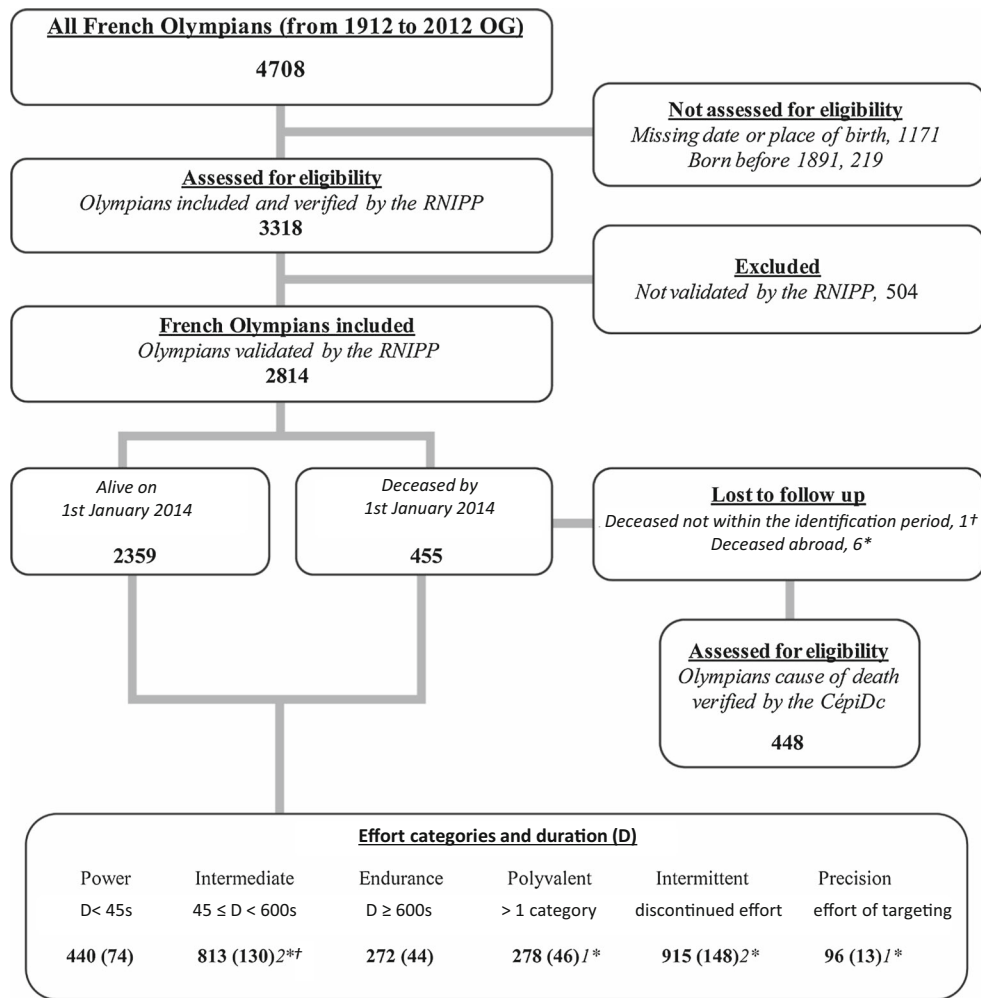 All French Olympians (from 1912 to 2012 OG)
4708
Not assessed for eligibility
Missing date or place of birth, 1171
Born before 1891, 219
Assessed for eligibility
Olympians included and verified by the RNIPP
3318
Excluded
Not validated by the RNIPP, 504
French Olympians included
Olympians validated by the RNIPP
2814
Alive on
1st January 2014
2359
Deceased by
1st January 2014
455
Lost to follow up
Deceased not within the identification period, 1†
Deceased abroad, 6*
Assessed for eligibility
Olympians cause of death
verified by the CépiDc
448
Effort categories and duration (D)
Power Intermediate Endurance Polyvalent Intermittent Precision
D< 45s 45 ≤ D < 600s D ≥ 600s > 1 category discontinued effort effort of targeting
440 (74) 813 (130)2*† 272 (44) 278 (46)1* 915 (148)2* 96 (13)1*